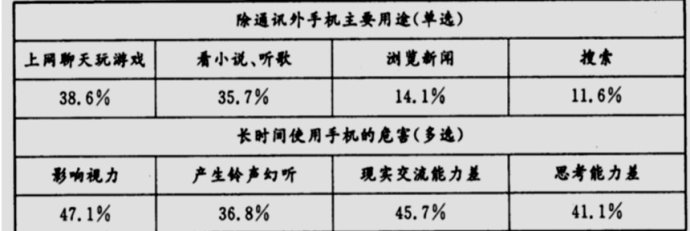 除通讯外手机主要用途(单选)
上网聊天玩游戏 看小说、听歌 浏览新闻 搜索
38.6% 35.7% 14.1% 11.6%
长时间使用手机的危害(多选)
影响视力 产生铃声幻听 现实交流能力差 思考能力差
47.1% 36.8% 45.7% 41.1%